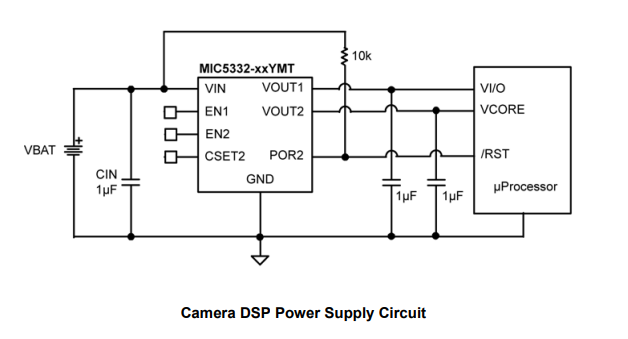 10k
MIC5332-xxYMT
VIN VOUT1
VI/O
EN1 VOUT2
VCORE
EN2
VBAT
+
CSET2 POR2
/RST
CIN
1µF
GND
µProcessor
1µF
1µF
Camera DSP Power Supply Circuit